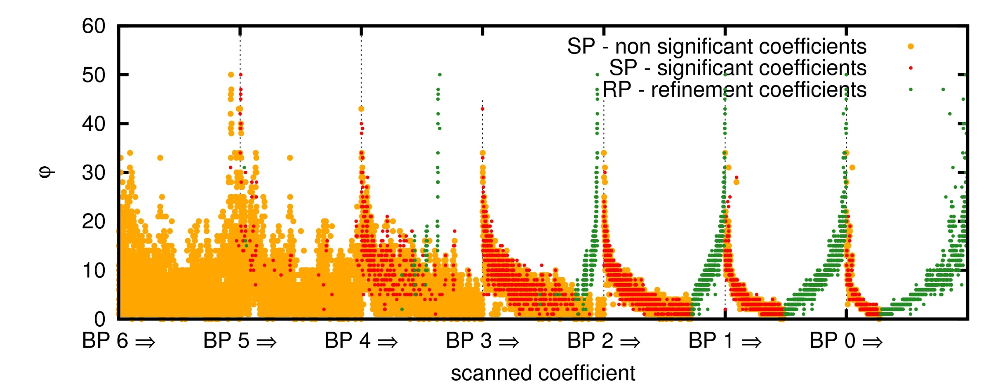 60
50
40
30
20
10
0
φ
SP - non significant coefficients
SP - significant coefficients
RP - refinement coefficients
BP 6 ⇒ BP 5 ⇒ BP 4 ⇒ BP 3 ⇒ BP 2 ⇒ BP 1 ⇒ BP 0 ⇒
scanned coefficient